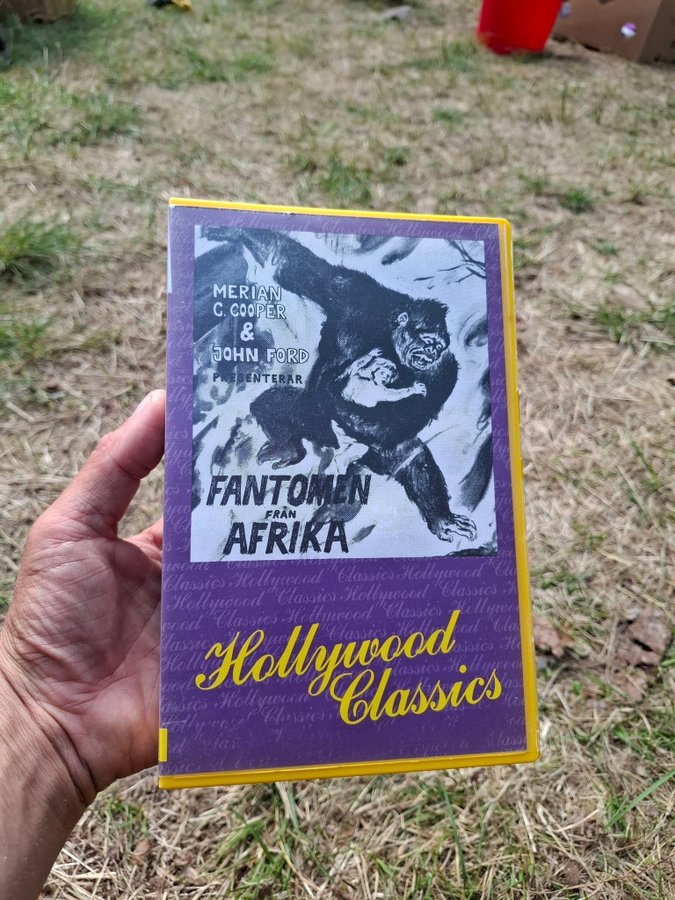 MERIAN
C. COOPER
&
JOHN FORD
PRESENTERAR
FANTOMEN
FRÅN
AFRIKA
Hollywood
Classics